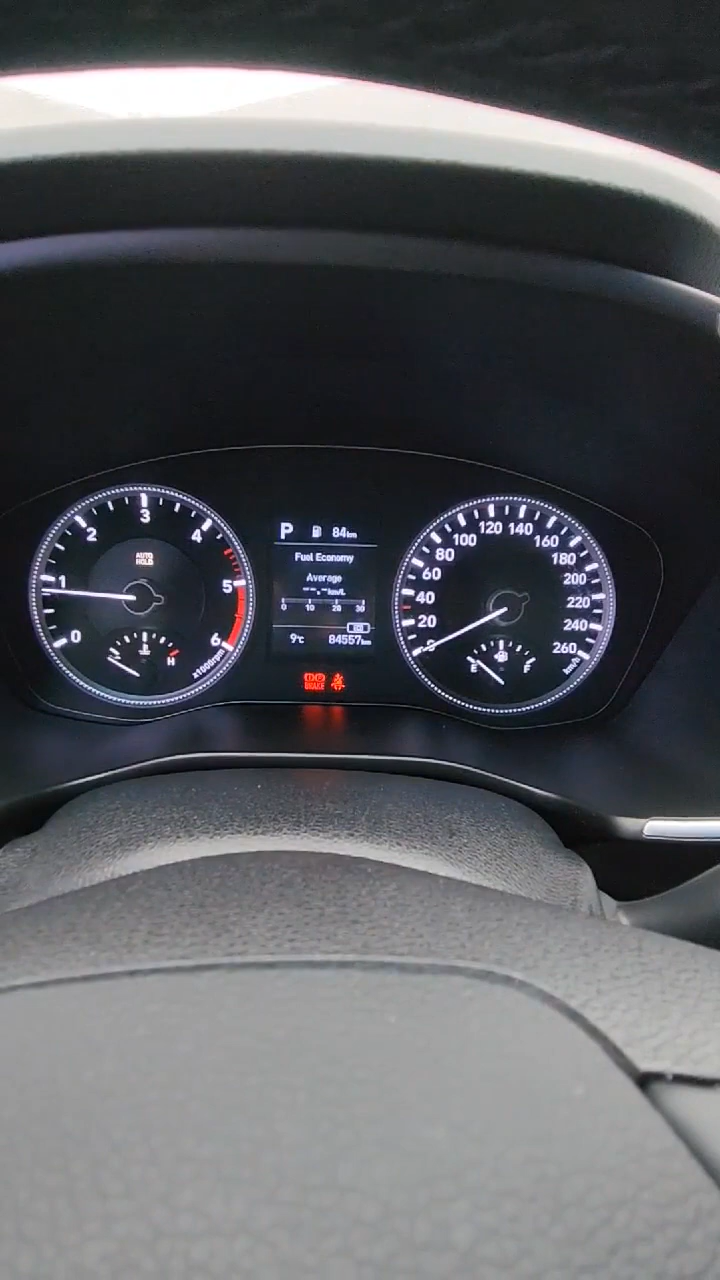 0
1
2
3
4
5
6
x1000rpm
AUTO
HOLD
H
P 84km
Fuel Economy
Average
--.-km/L
0 10 20 30
9°c 84557km
BRAKE
0
20
40
60
80
100
120
140
160
180
200
220
240
260
km/h
E F